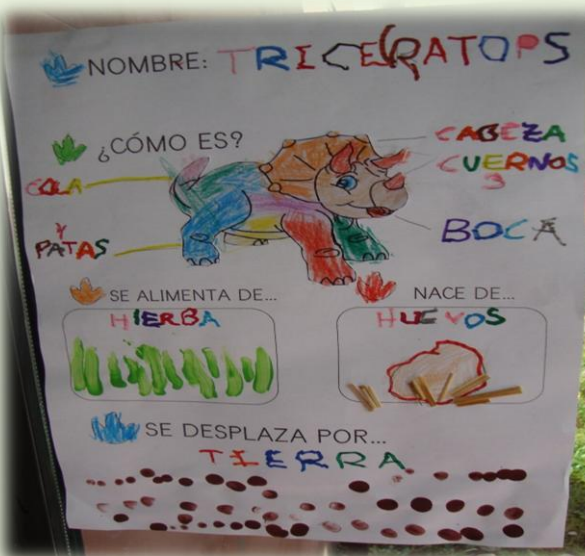 NOMBRE: TRICERATOPS
¿CÓMO ES?
CABEZA
CUERNOS
3
COLA
4
PATAS
BOCA
SE ALIMENTA DE...
HIERBA
NACE DE...
HUEVOS
SE DESPLAZA POR...
TIERRA